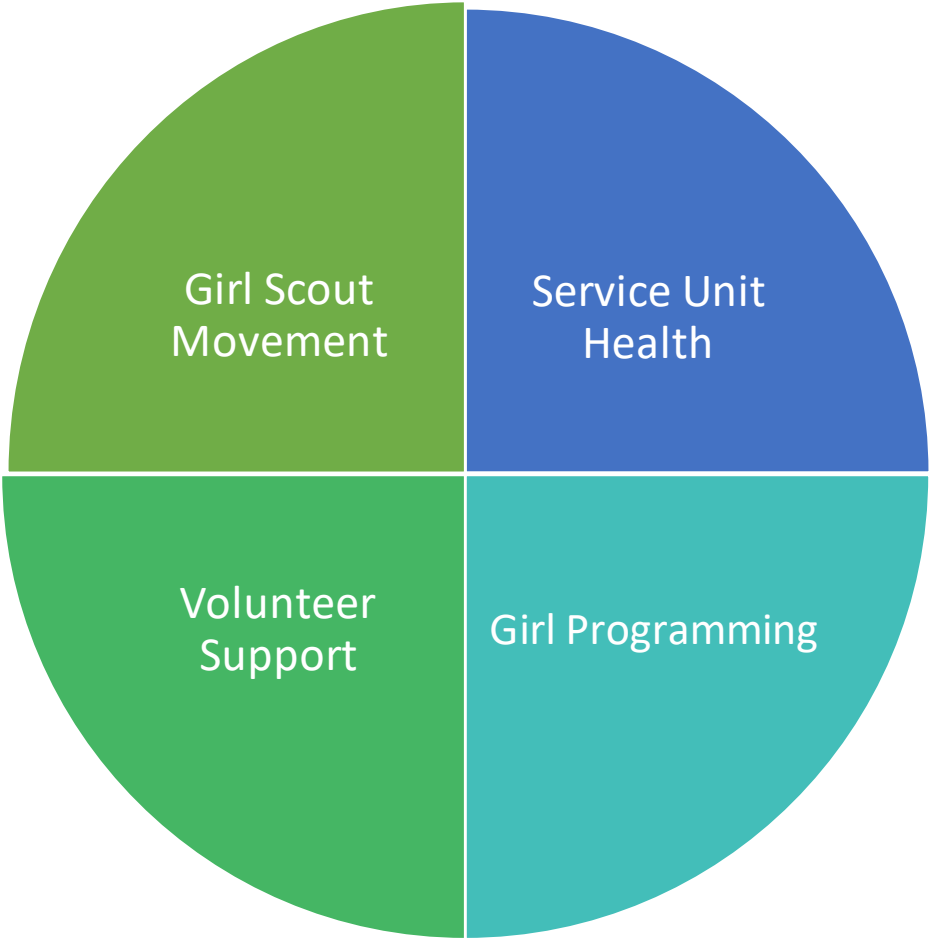 Girl Scout
Movement
Service Unit
Health
Volunteer
Support
Girl Programming